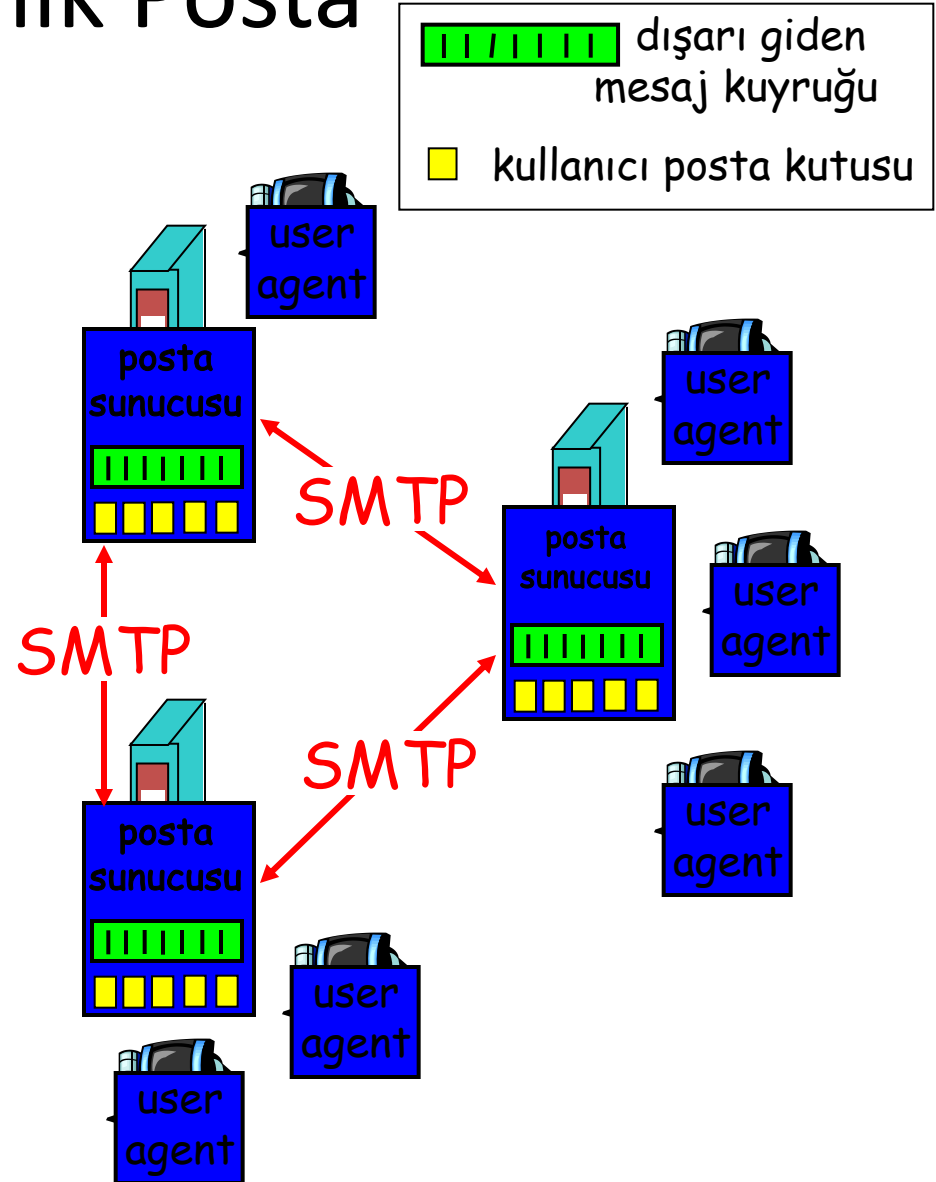 nik Posta
dışarı giden
mesaj kuyruğu
kullanıcı posta kutusu
user
agent
posta
sunucusu
user
agent
SMTP
posta
sunucusu
user
agent
SMTP
SMTP
user
agent
posta
sunucusu
user
agent
user
agent